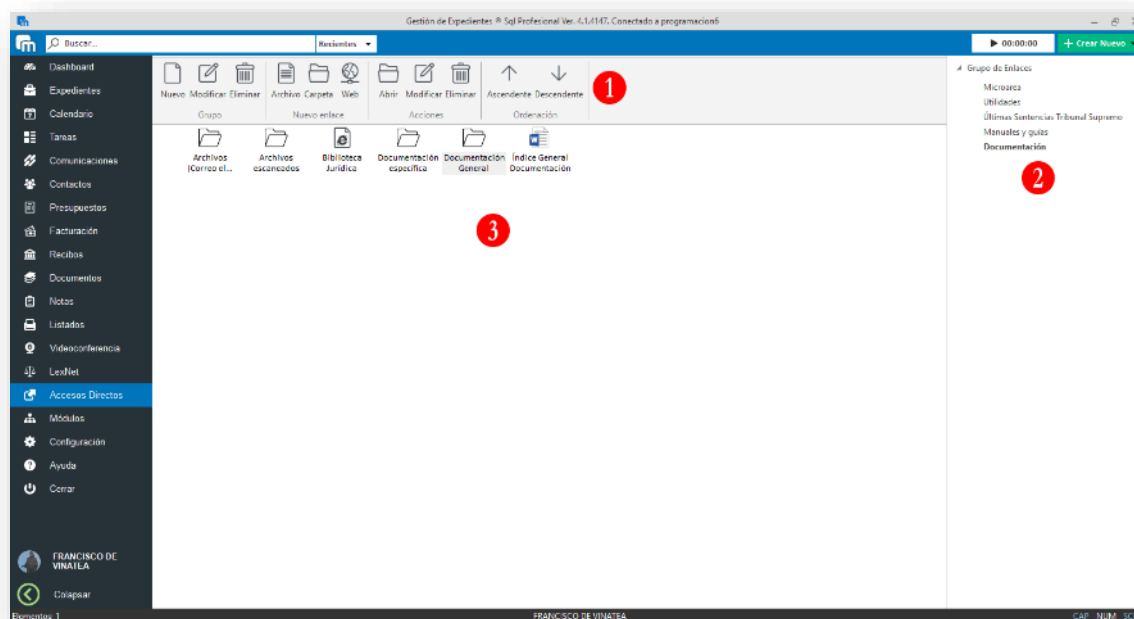 Gestión de Expedientes ® Sql Profesional Ver. 4.1.4147. Conectado a programacion6
Buscar...
Recientes
00:00:00
+ Crear Nuevo
Dashboard
Expedientes
Calendario
Tareas
Comunicaciones
Contactos
Presupuestos
Facturación
Recibos
Documentos
Notas
Listados
Videoconferencia
LexNet
Accesos Directos
Módulos
Configuración
Ayuda
Cerrar
FRANCISCO DE
VINATEA
Colapsar
Nuevo Modificar Eliminar
Grupo
Archivo Carpeta Web
Nuevo enlace
Abrir Modificar Eliminar
Acciones
Ascendente Descendente
Ordenación
1
Archivos
(Correo el...
Archivos
escaneados
Biblioteca
Jurídica
Documentación
específica
Documentación
General
Índice General
Documentación
3
Grupo de Enlaces
Microarea
Utilidades
Últimas Sentencias Tribunal Supremo
Manuales y guías
Documentación
2
Elementos: 1
FRANCISCO DE VINATEA
CAP NUM SC